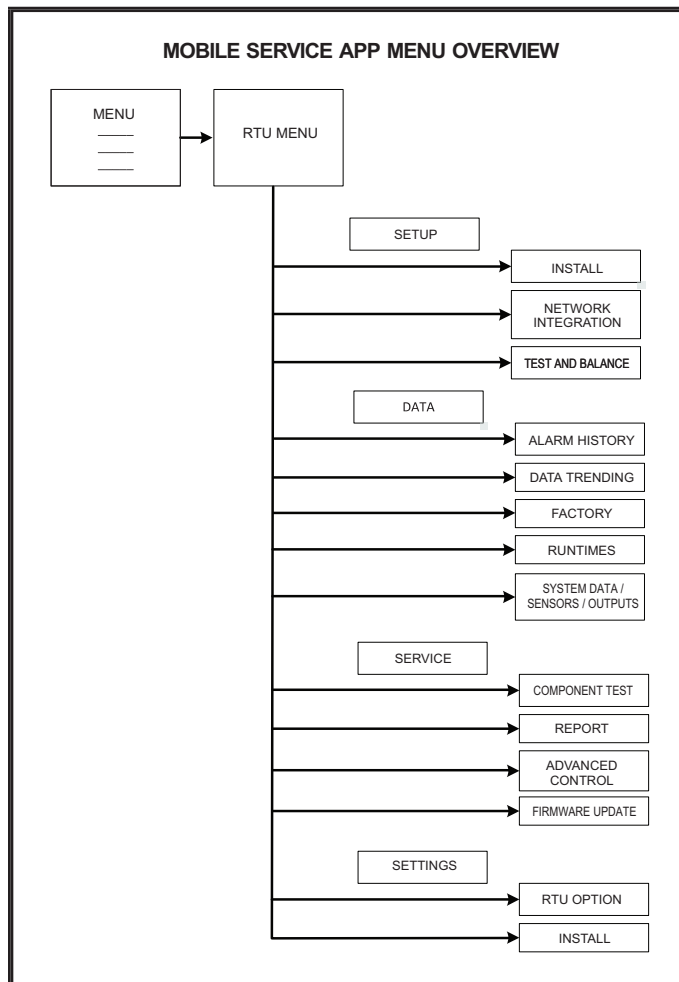 MOBILE SERVICE APP MENU OVERVIEW
MENU
RTU MENU
SETUP
INSTALL
NETWORK
INTEGRATION
TEST AND BALANCE
DATA
ALARM HISTORY
DATA TRENDING
FACTORY
RUNTIMES
SYSTEM DATA /
SENSORS / OUTPUTS
SERVICE
COMPONENT TEST
REPORT
ADVANCED
CONTROL
FIRMWARE UPDATE
SETTINGS
RTU OPTION
INSTALL